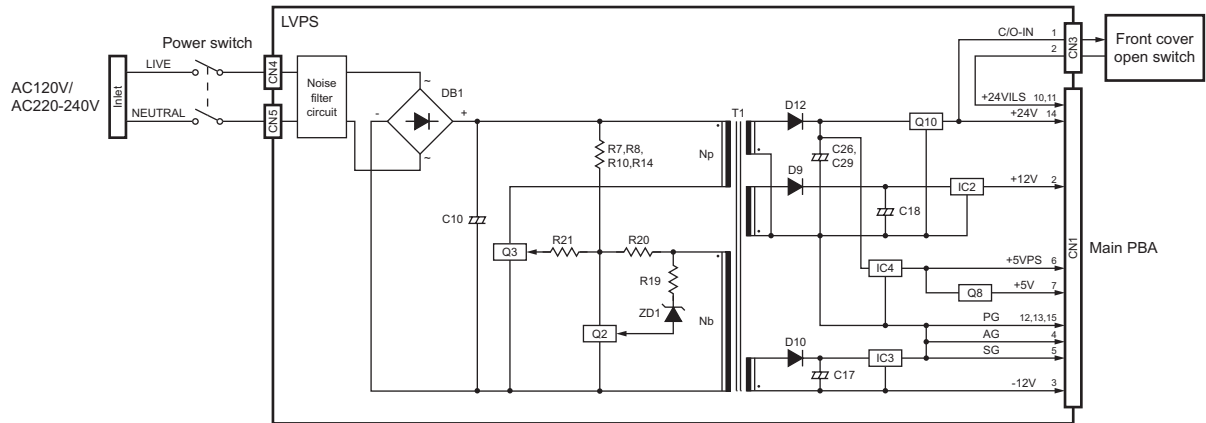 LVPS
C/O-IN 1
2
CN3
Front cover
open switch
Power switch
LIVE
CN4
AC120V/
AC220-240V
Inlet
NEUTRAL
CN5
Noise
filter
circuit
~
DB1
-
+
~
R7,R8,
R10,R14
C10
Np
T1
D12
Q10
+24VILS 10,11
+24V 14
C26,
C29
D9
IC2
+12V 2
C18
Q3
R21
R20
R19
ZD1
Q2
Nb
IC4
+5VPS 6
Q8
+5V 7
CN1
Main PBA
PG 12,13,15
AG 4
D10
IC3
SG 5
C17
-12V 3